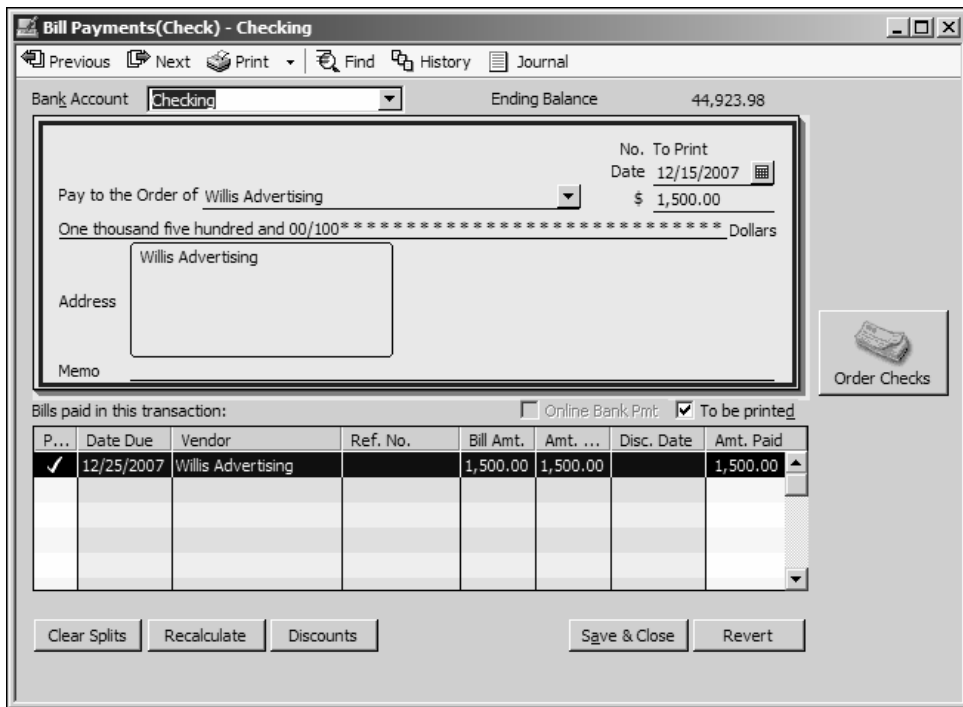 Bill Payments(Check) - Checking
Previous Next Print Find History Journal
Bank Account Checking Ending Balance 44,923.98
No. To Print
Date 12/15/2007
Pay to the Order of Willis Advertising $ 1,500.00
One thousand five hundred and 00/100* * * * * * * * * * * * * * * * * * * * * * * * * * * * * Dollars
Willis Advertising
Address
Memo
Order Checks
Bills paid in this transaction: Online Bank Pmt To be printed
P... Date Due Vendor Ref. No. Bill Amt. Amt. ... Disc. Date Amt. Paid
12/25/2007 Willis Advertising 1,500.00 1,500.00 1,500.00
Clear Splits Recalculate Discounts Save & Close Revert